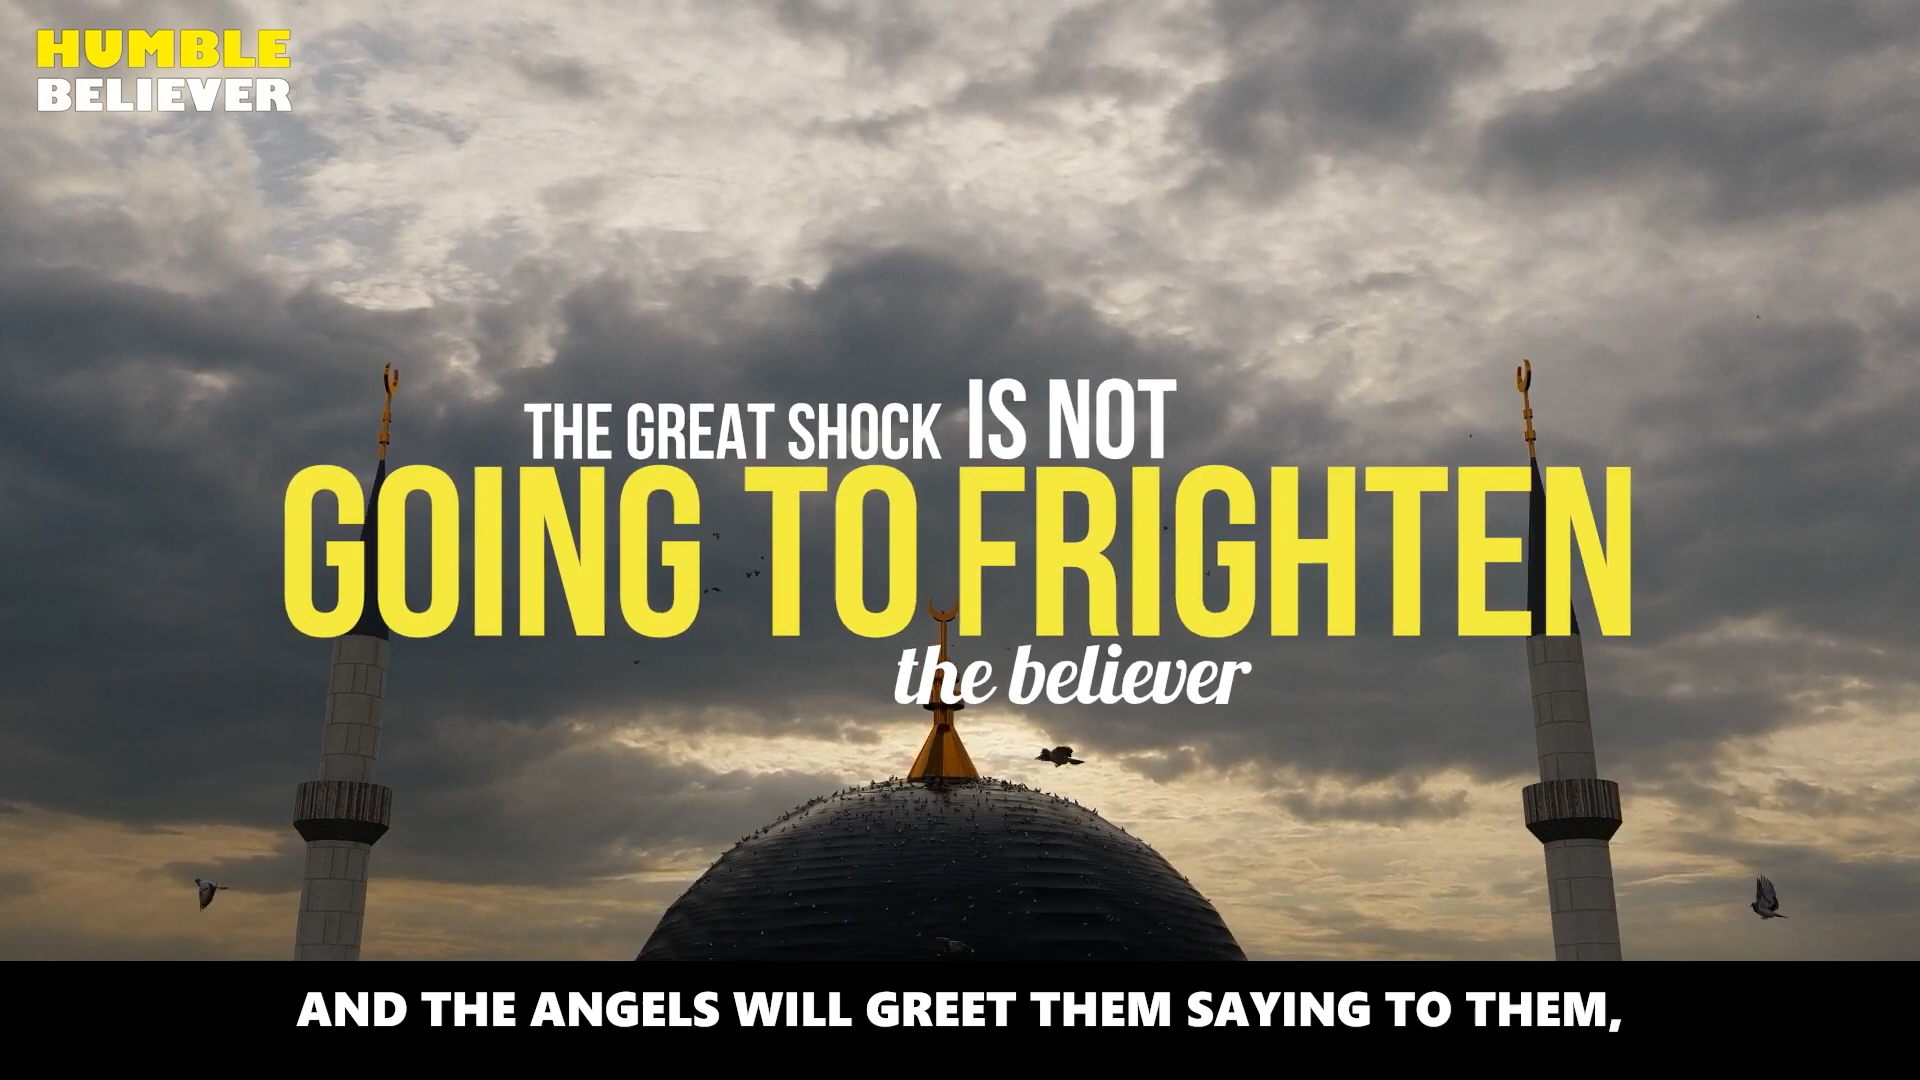 HUMBLE
BELIEVER
THE GREAT SHOCK IS NOT
GOING TO FRIGHTEN
the believer
AND THE ANGELS WILL GREET THEM SAYING TO THEM,